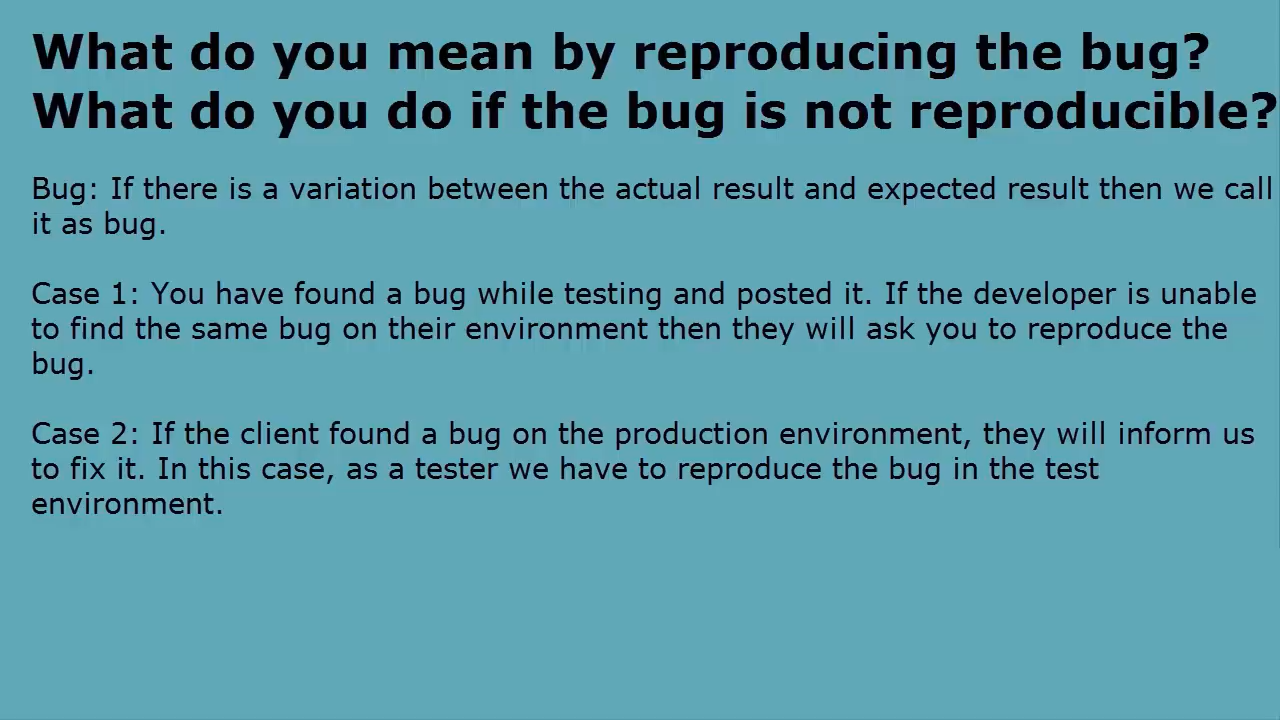 What do you mean by reproducing the bug?
What do you do if the bug is not reproducible?
Bug: If there is a variation between the actual result and expected result then we call
it as bug.
Case 1: You have found a bug while testing and posted it. If the developer is unable
to find the same bug on their environment then they will ask you to reproduce the
bug.
Case 2: If the client found a bug on the production environment, they will inform us
to fix it. In this case, as a tester we have to reproduce the bug in the test
environment.